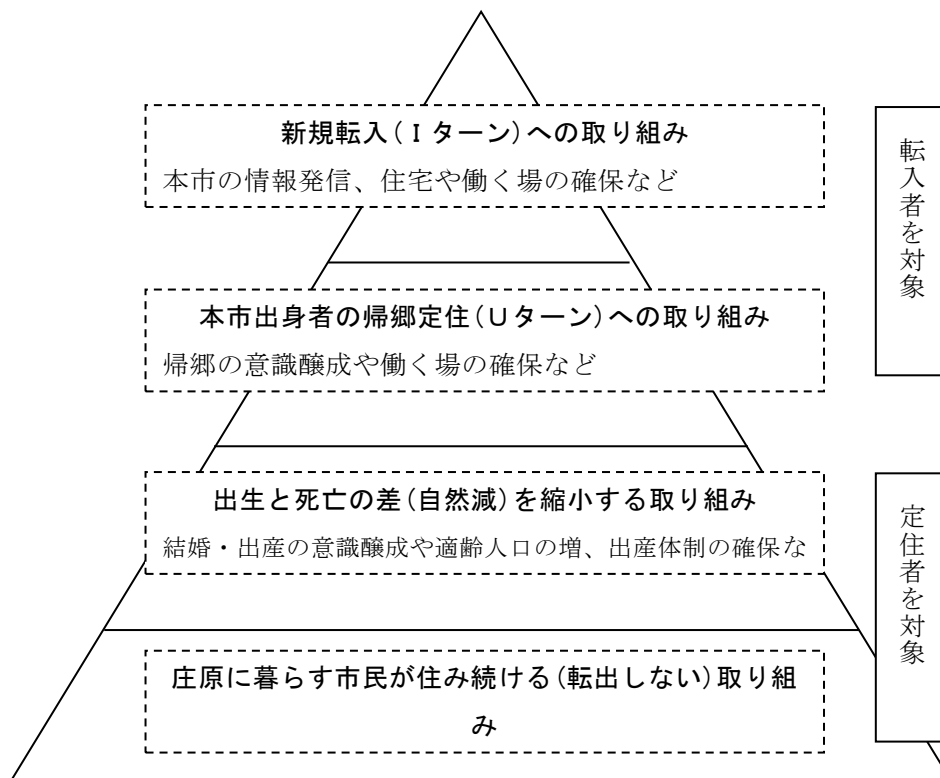 新規転入(Ⅰターン)への取り組み
本市の情報発信、住宅や働く場の確保など
転入者を対象
本市出身者の帰郷定住(Uターン)への取り組み
帰郷の意識醸成や働く場の確保など
出生と死亡の差(自然減)を縮小する取り組み
結婚・出産の意識醸成や適齢人口の増、出産体制の確保な
定住者を対象
庄原に暮らす市民が住み続ける(転出しない)取り組
み